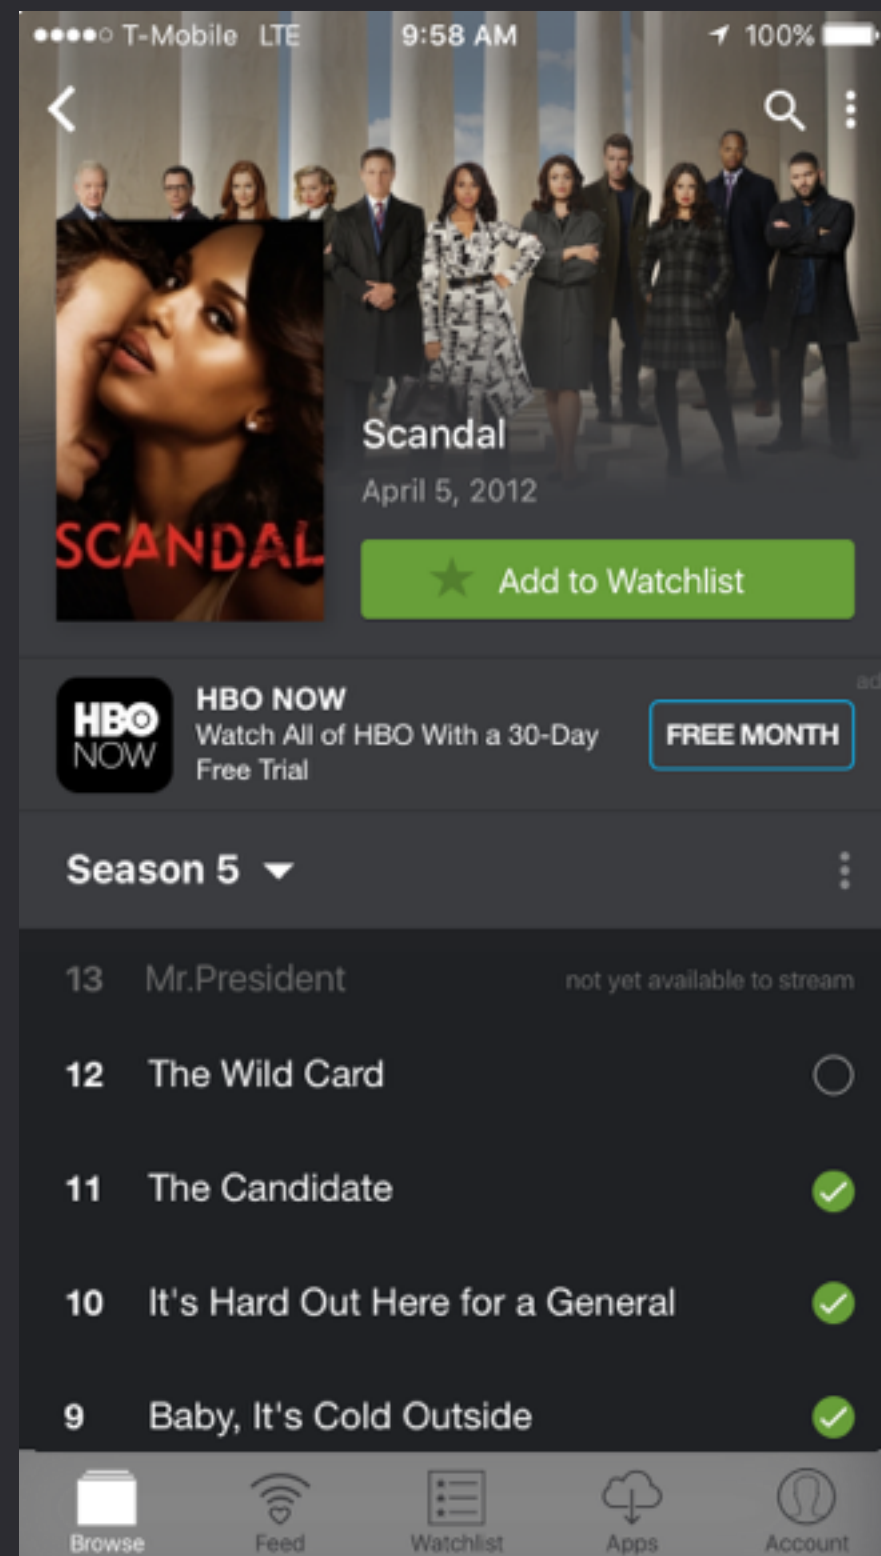 T-Mobile LTE 9:58 AM 100%
SCANDAL
Scandal
April 5, 2012
Add to Watchlist
ad
HBO NOW
HBO NOW
Watch All of HBO With a 30-Day
Free Trial
FREE MONTH
Season 5
13 Mr.President not yet available to stream
12 The Wild Card
11 The Candidate
10 It's Hard Out Here for a General
9 Baby, It's Cold Outside
Browse Feed Watchlist Apps Account